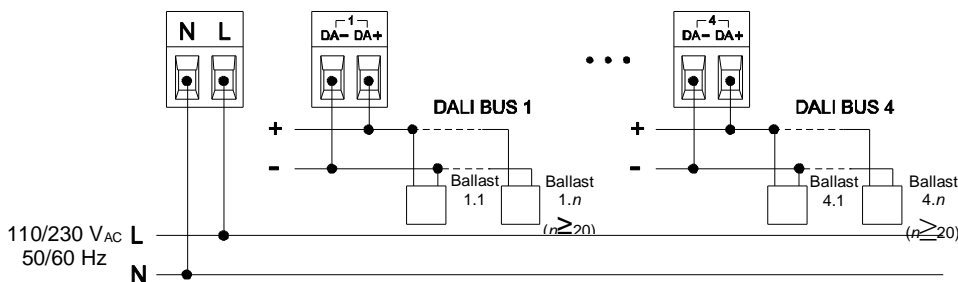 N L
1
DA− DA+
4
DA− DA+
DALI BUS 1
DALI BUS 4
+
-
+
-
Ballast
1.1
Ballast
1.n
(n≥20)
Ballast
4.1
Ballast
4.n
(n≥20)
110/230 VAC L
50/60 Hz
N